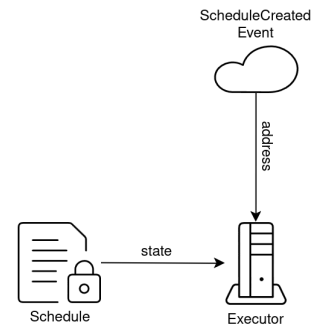 ScheduleCreated
Event
address
state
Schedule
Executor